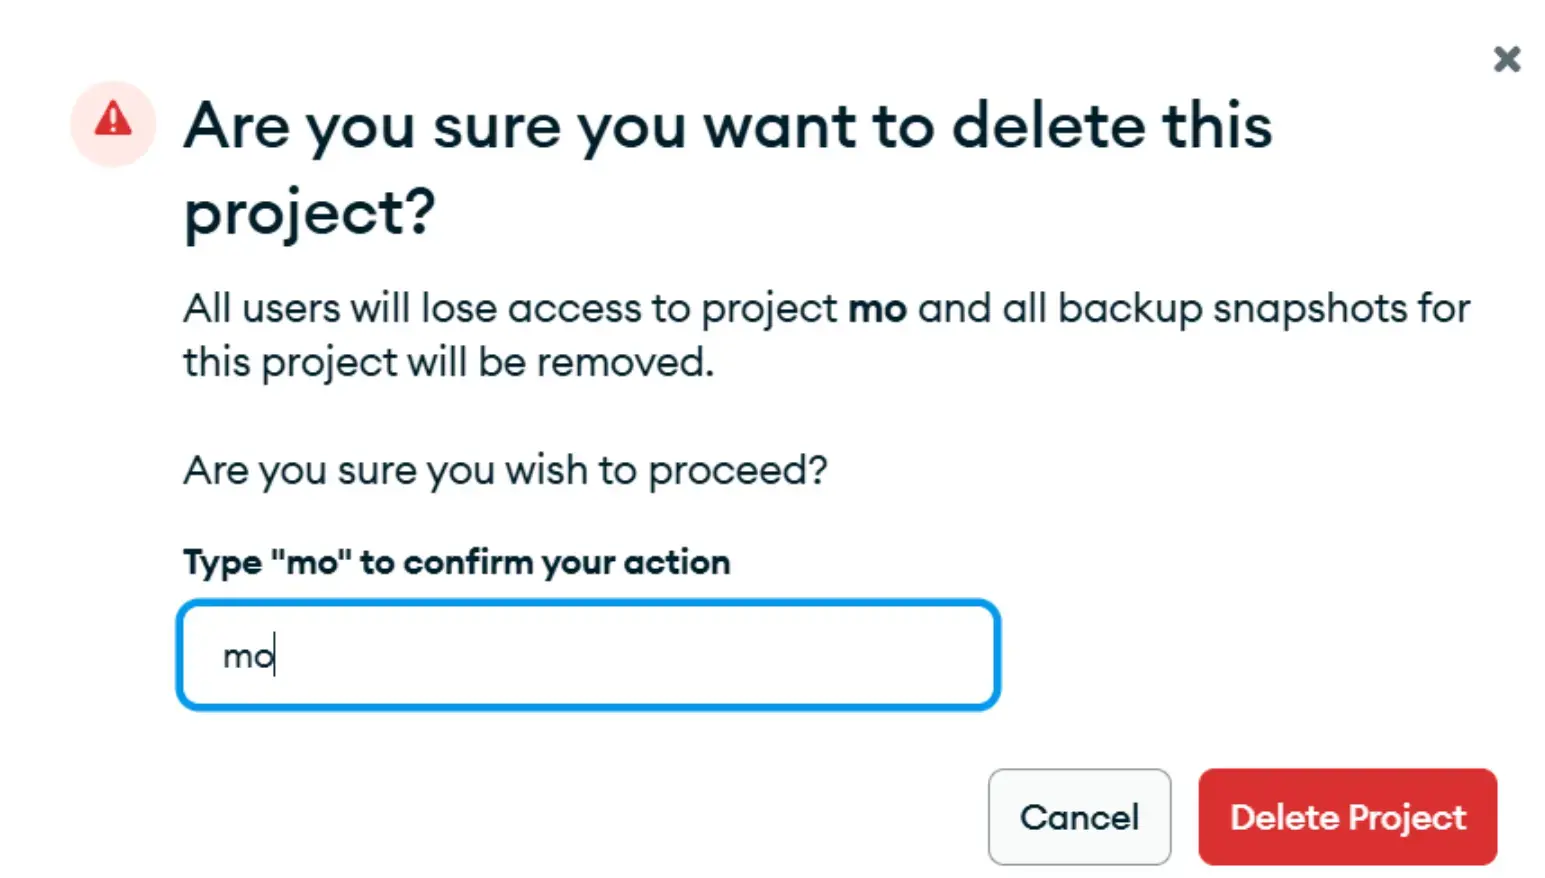 Are you sure you want to delete this
project?
All users will lose access to project mo and all backup snapshots for
this project will be removed.
Are you sure you wish to proceed?
Type "mo" to confirm your action
mo
Cancel
Delete Project